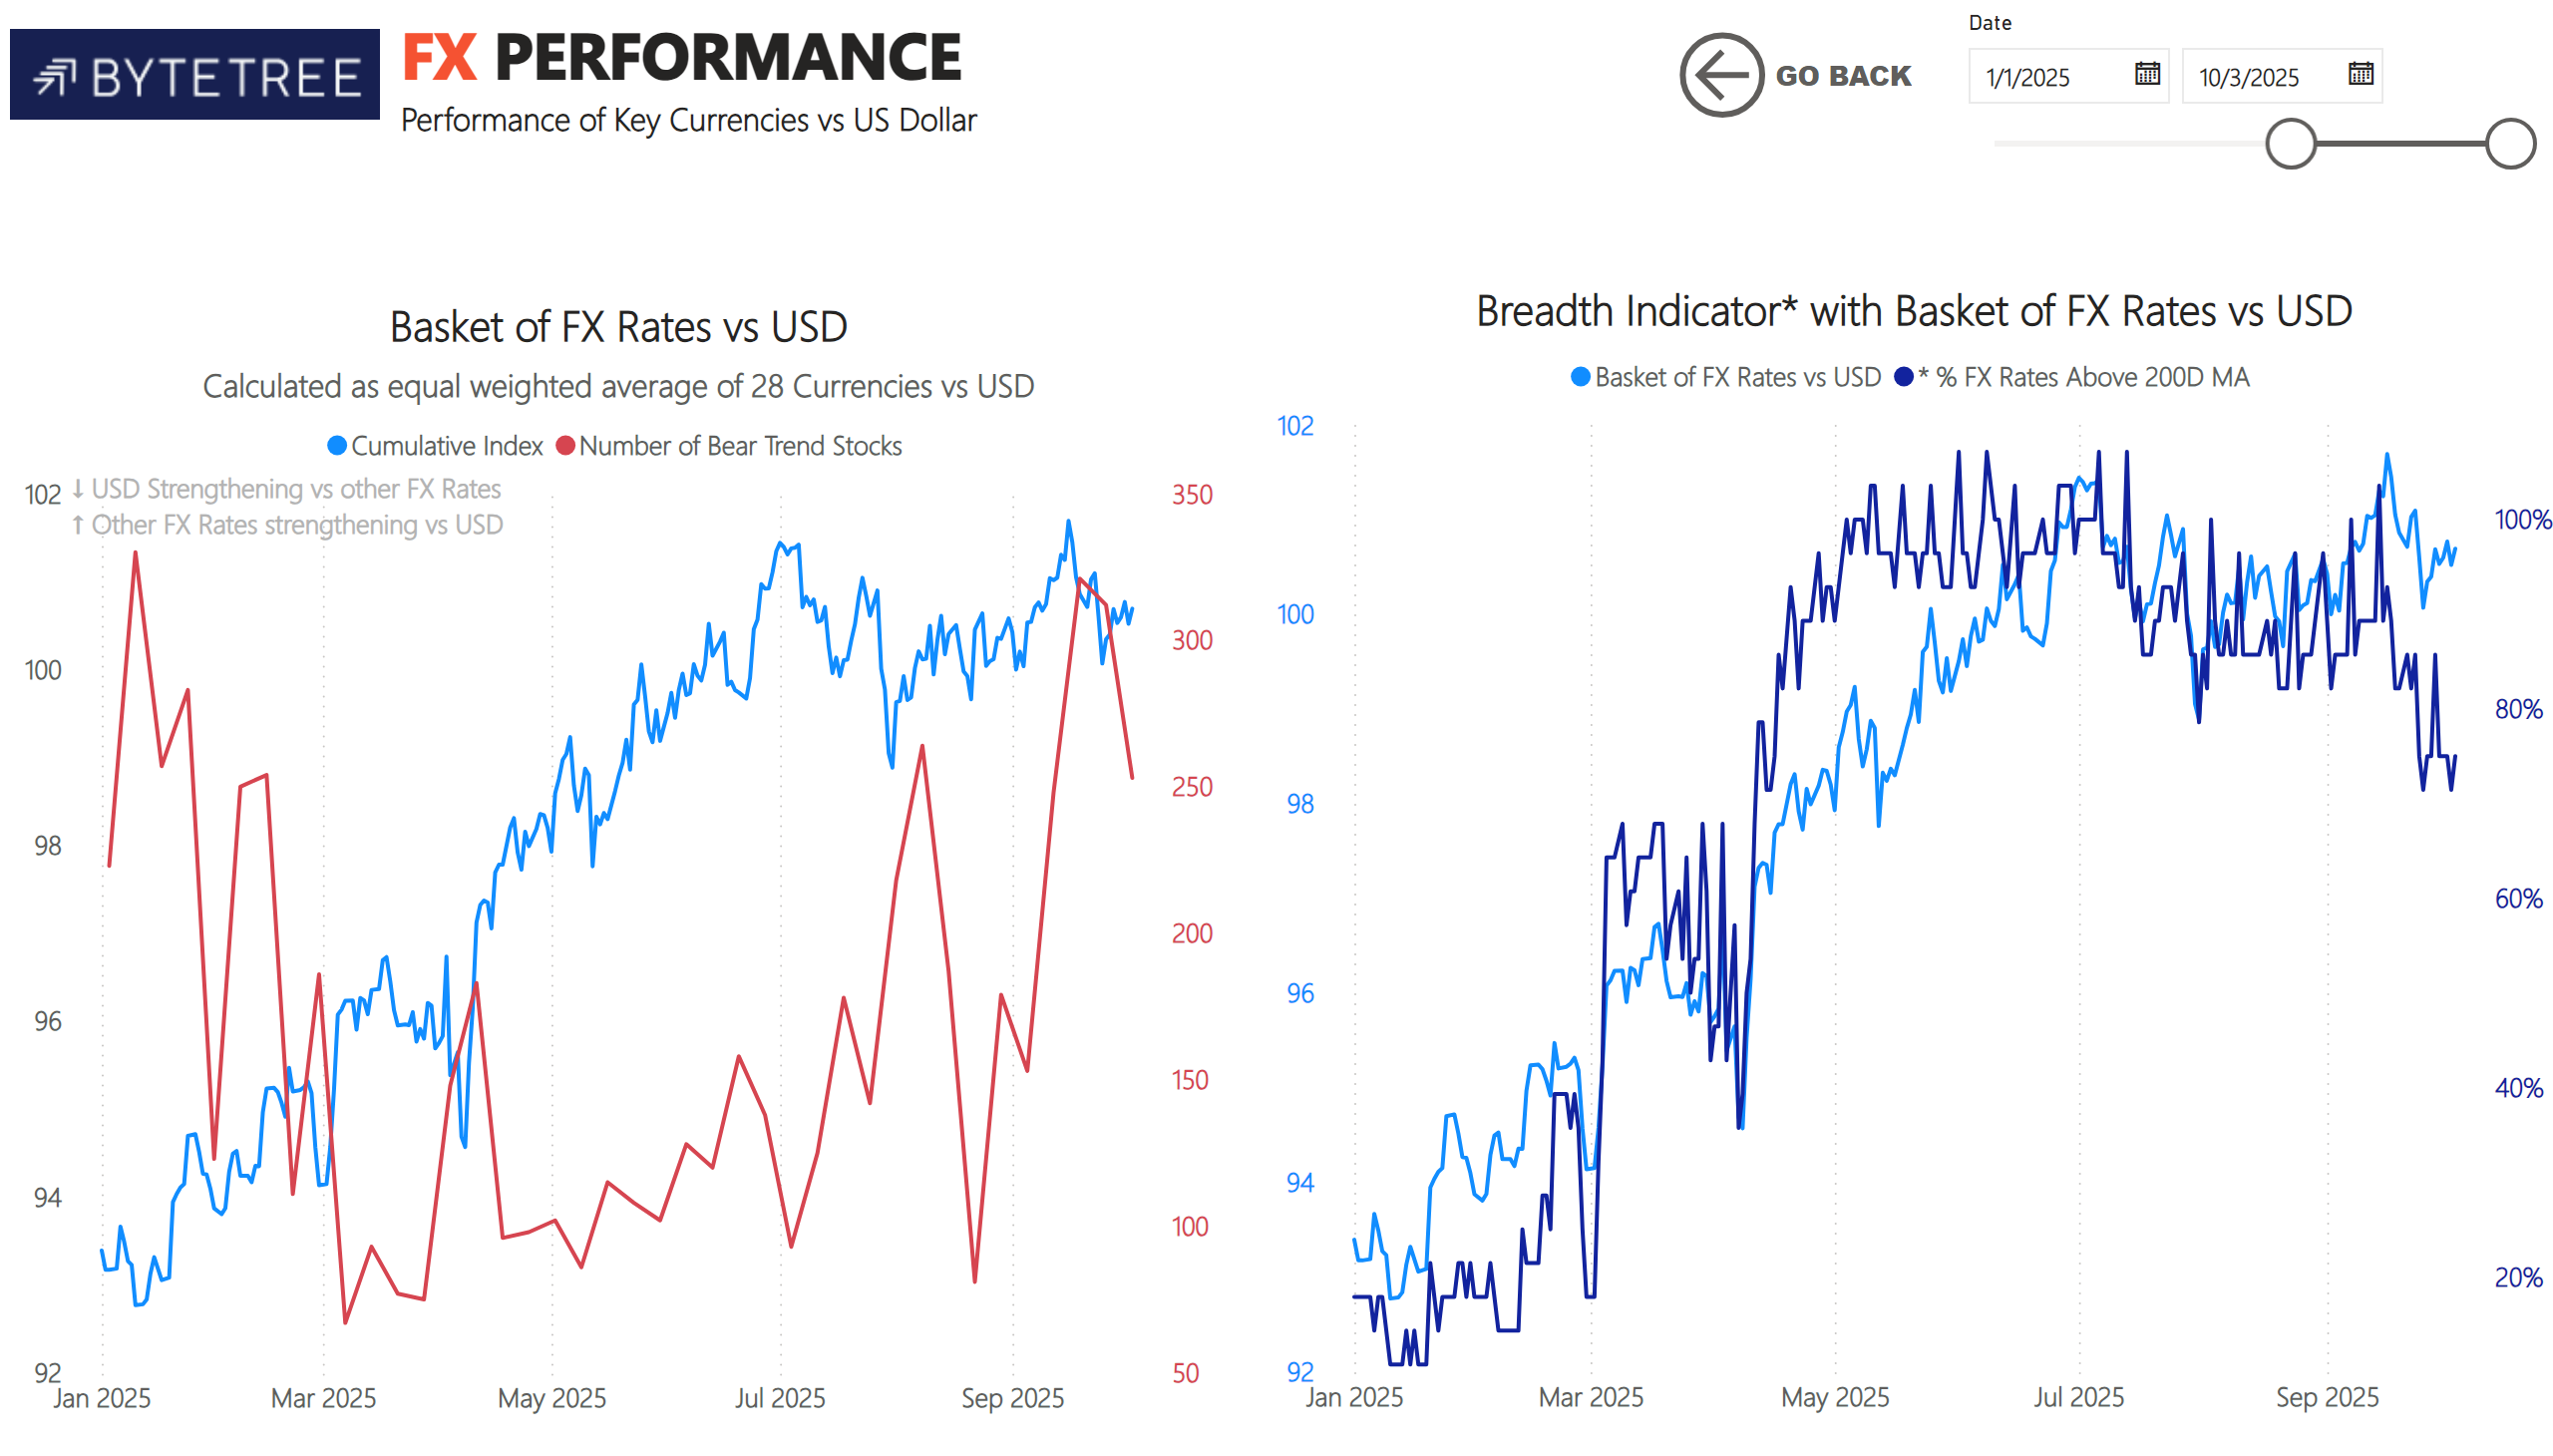 BYTETREE
FX PERFORMANCE
Performance of Key Currencies vs US Dollar
GO BACK
Date
1/1/2025
10/3/2025
Basket of FX Rates vs USD
Calculated as equal weighted average of 28 Currencies vs USD
Cumulative Index Number of Bear Trend Stocks
↓ USD Strengthening vs other FX Rates
↑ Other FX Rates strengthening vs USD
102
100
98
96
94
92
350
300
250
200
150
100
50
Jan 2025 Mar 2025 May 2025 Jul 2025 Sep 2025
Breadth Indicator* with Basket of FX Rates vs USD
Basket of FX Rates vs USD * % FX Rates Above 200D MA
102
100
98
96
94
92
100%
80%
60%
40%
20%
Jan 2025 Mar 2025 May 2025 Jul 2025 Sep 2025